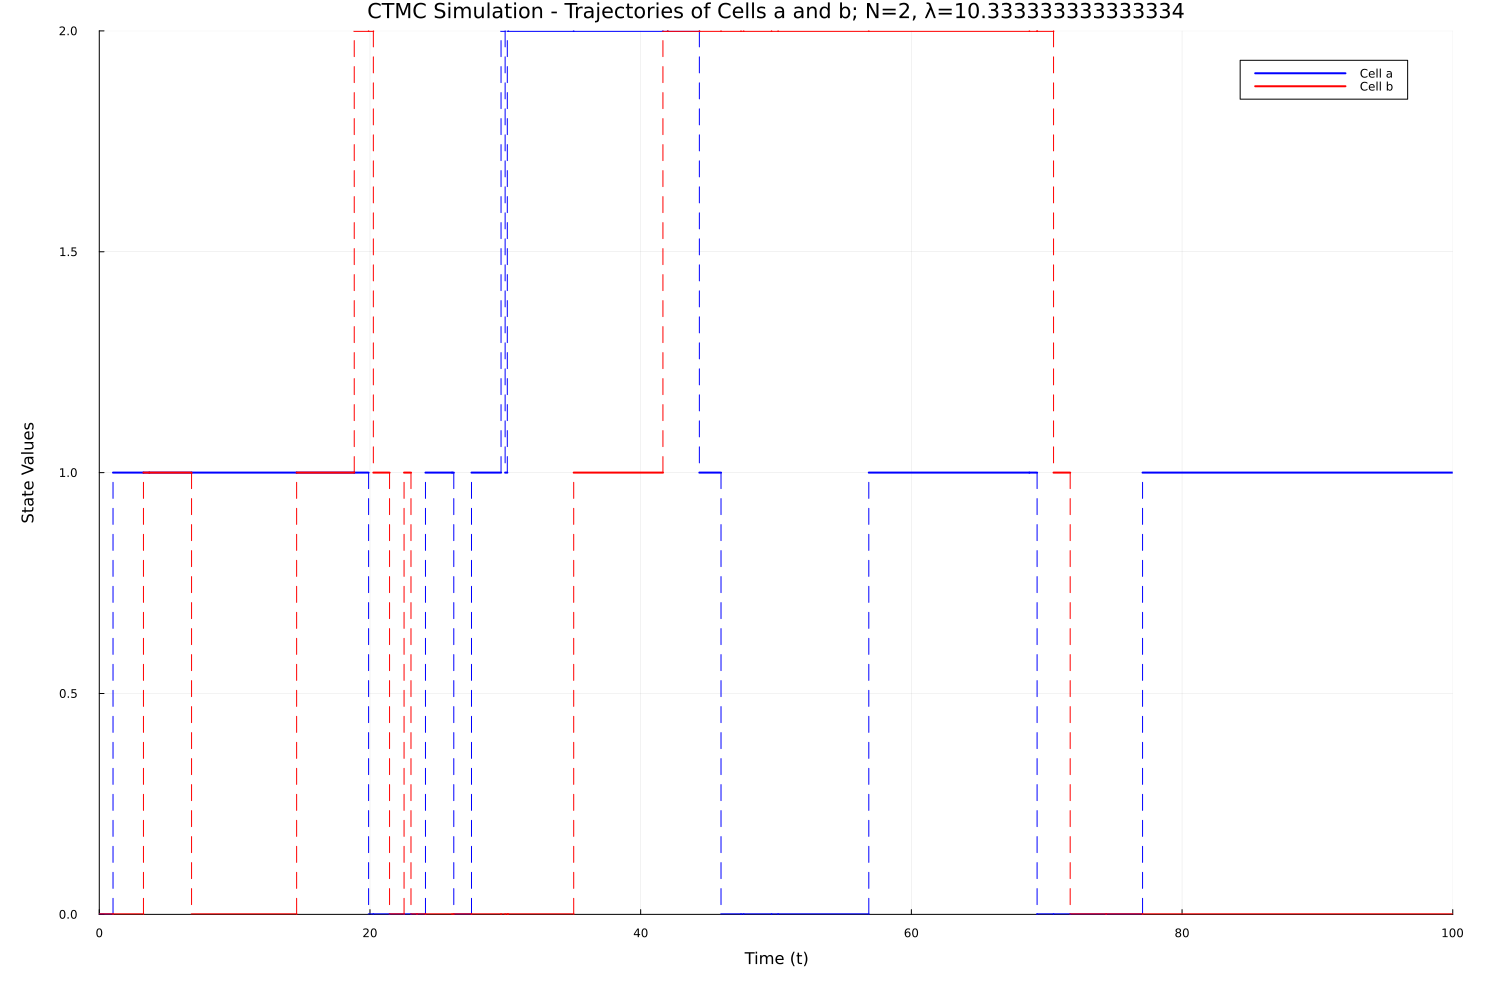 CTMC Simulation - Trajectories of Cells a and b; N=2, λ=10.333333333333334
2.0
Cell a
Cell b
1.5
1.0
State Values
0.5
0.0
0 20 40 60 80 100
Time (t)